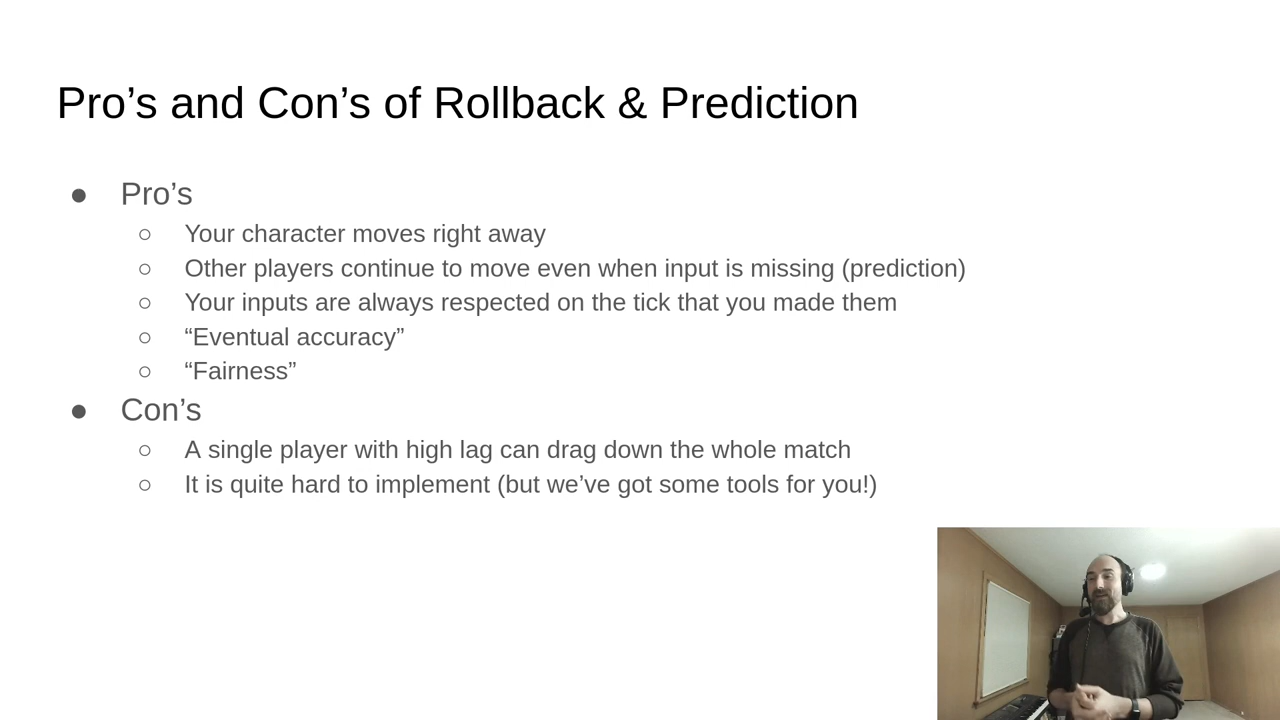 Pro’s and Con’s of Rollback & Prediction
● Pro’s
○ Your character moves right away
○ Other players continue to move even when input is missing (prediction)
○ Your inputs are always respected on the tick that you made them
○ “Eventual accuracy”
○ “Fairness”
● Con’s
○ A single player with high lag can drag down the whole match
○ It is quite hard to implement (but we’ve got some tools for you!)